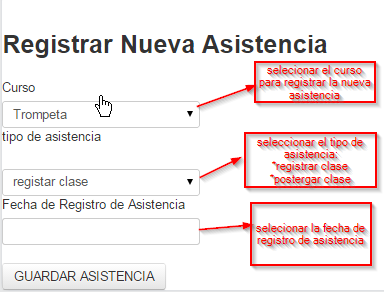 Registrar Nueva Asistencia
Curso
Trompeta
tipo de asistencia
registar clase
Fecha de Registro de Asistencia
GUARDAR ASISTENCIA
selecionar el curso
para registrar la nueva
asistencia
seleccionar el tipo de
asistencia:
*registrar clase
*postergar clase
selecionar la fecha de
registro de asistencia